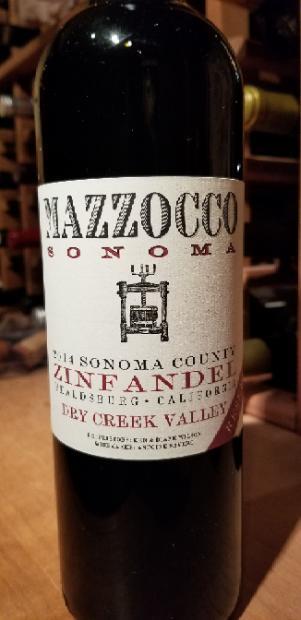 MAZZOCCO
SONOMA
2014 SONOMA COUNTY
ZINFANDEL
HEALDSBURG • CALIFORNIA
DRY CREEK VALLEY